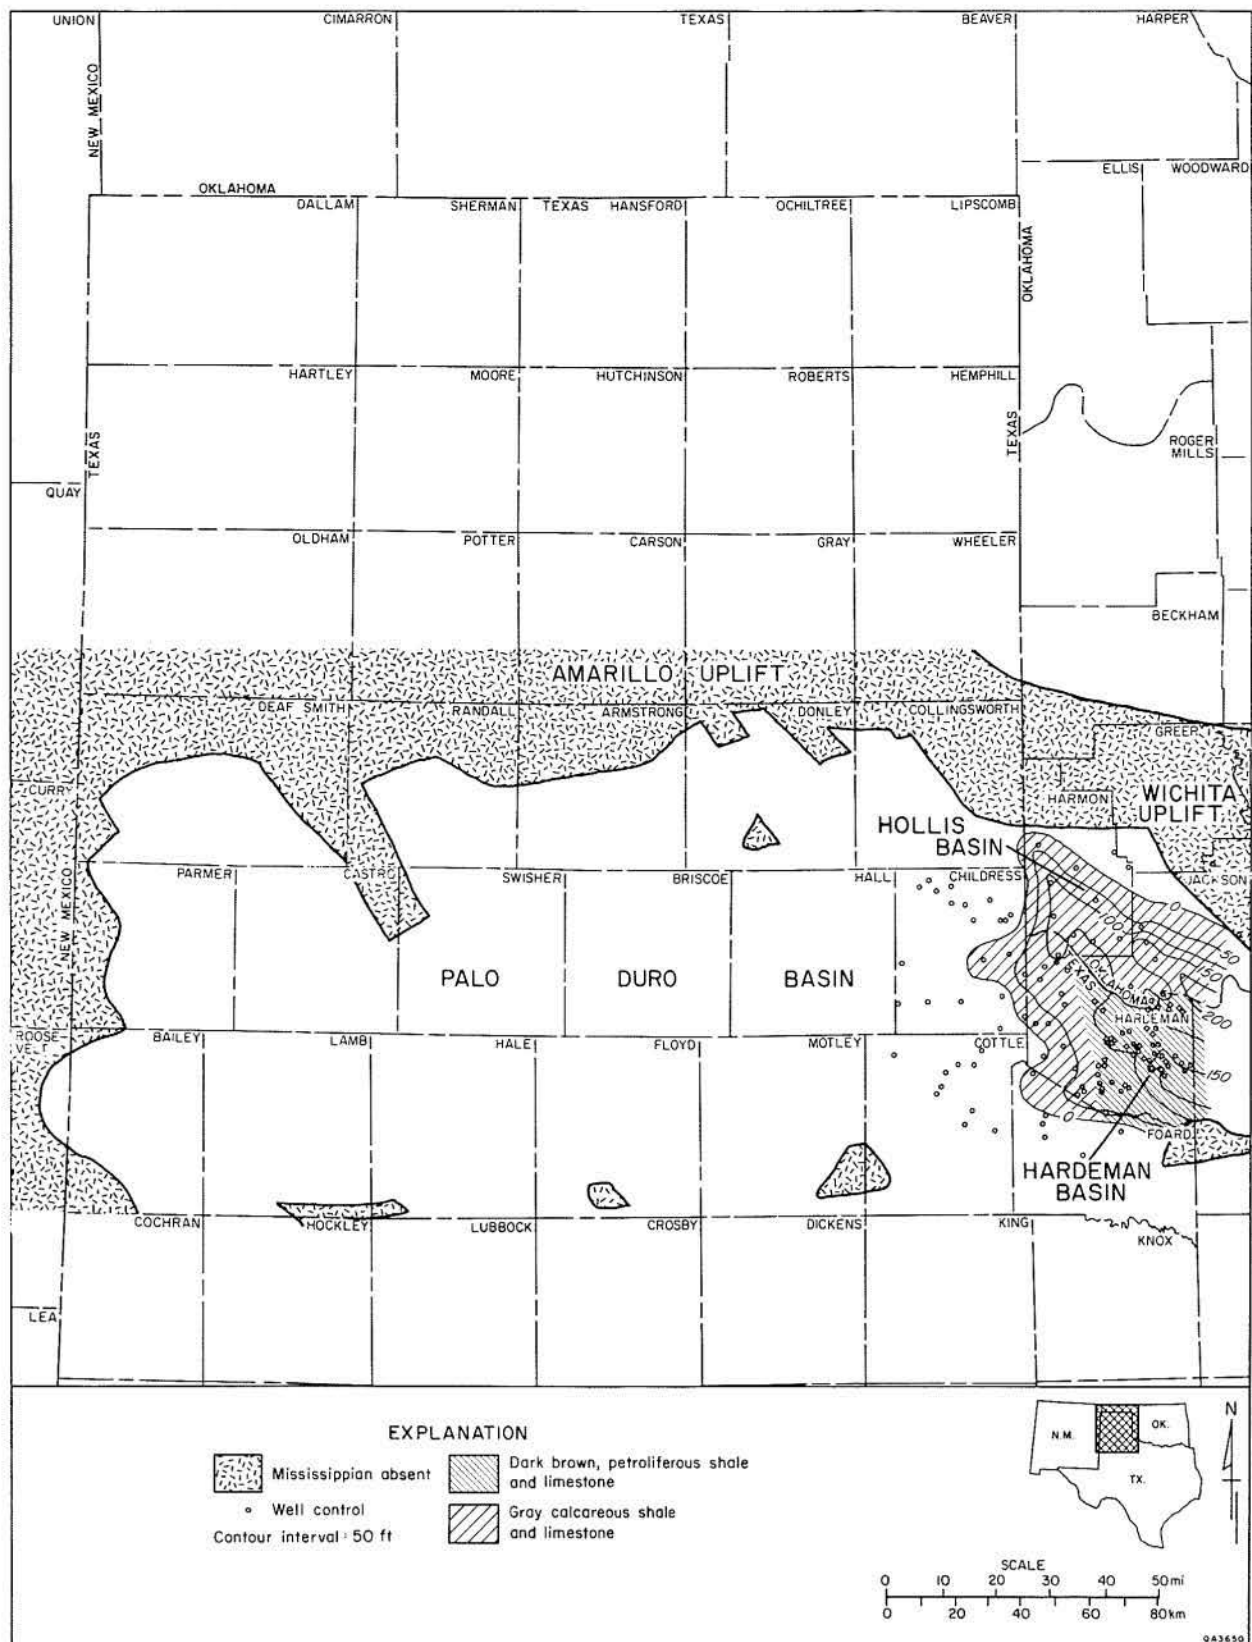 UNION
CIMARRON
TEXAS
BEAVER
HARPER
NEW MEXICO
ELLIS
WOODWARD
OKLAHOMA
DALLAM
SHERMAN
TEXAS
HANSFORD
OCHILTREE
LIPSCOMB
OKLAHOMA
HARTLEY
MOORE
HUTCHINSON
ROBERTS
HEMPHILL
TEXAS
TEXAS
ROGER
MILLS
QUAY
OLDHAM
POTTER
CARSON
GRAY
WHEELER
BECKHAM
AMARILLO UPLIFT
DEAF SMITH
RANDALL
ARMSTRONG
DONLEY
COLLINGSWORTH
GREER
CURRY
HARMON
WICHITA
UPLIFT
HOLLIS
BASIN
PARMER
CASTRO
SWISHER
BRISCOE
HALL
CHILDRESS
JACKSON
NEW MEXICO
0
100
50
150
PALO
DURO
BASIN
TEXAS
OKLAHOMA
HARDEMAN
200
ROOSE-
VELT
BAILEY
LAMB
HALE
FLOYD
MOTLEY
COTTLE
150
0
FOARD
HARDEMAN
BASIN
COCHRAN
HOCKLEY
LUBBOCK
CROSBY
DICKENS
KING
KNOX
LEA
EXPLANATION
Mississippian absent
Dark brown, petroliferous shale
and limestone
Well control
Gray calcareous shale
and limestone
Contour interval : 50 ft
N.M.
OK.
TX.
N
SCALE
0 10 20 30 40 50 mi
0 20 40 60 80 km
QA3650